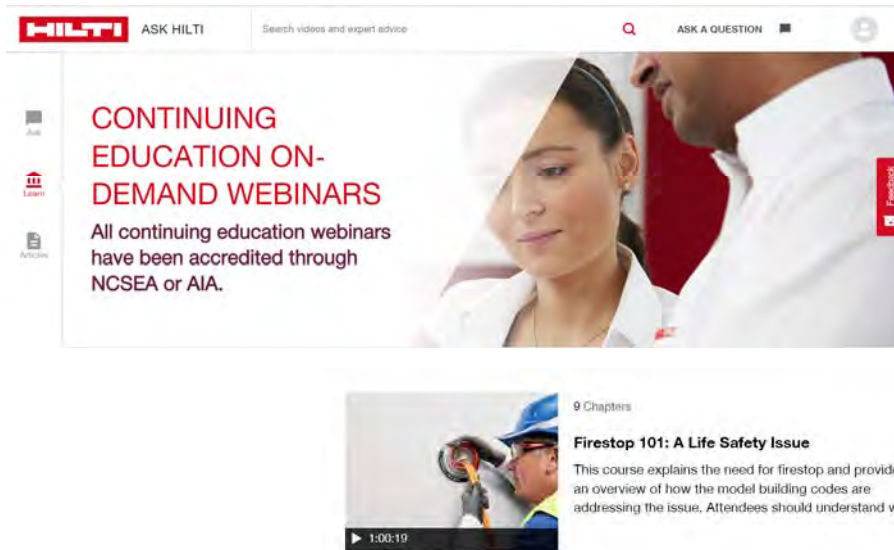 HILTI
ASK HILTI
Search videos and expert advice
ASK A QUESTION
Ask
Learn
Articles
CONTINUING
EDUCATION ON-
DEMAND WEBINARS
All continuing education webinars
have been accredited through
NCSEA or AIA.
Feedback
9 Chapters
Firestop 101: A Life Safety Issue
This course explains the need for firestop and provide
an overview of how the model building codes are
addressing the issue. Attendees should understand w
1:00:19